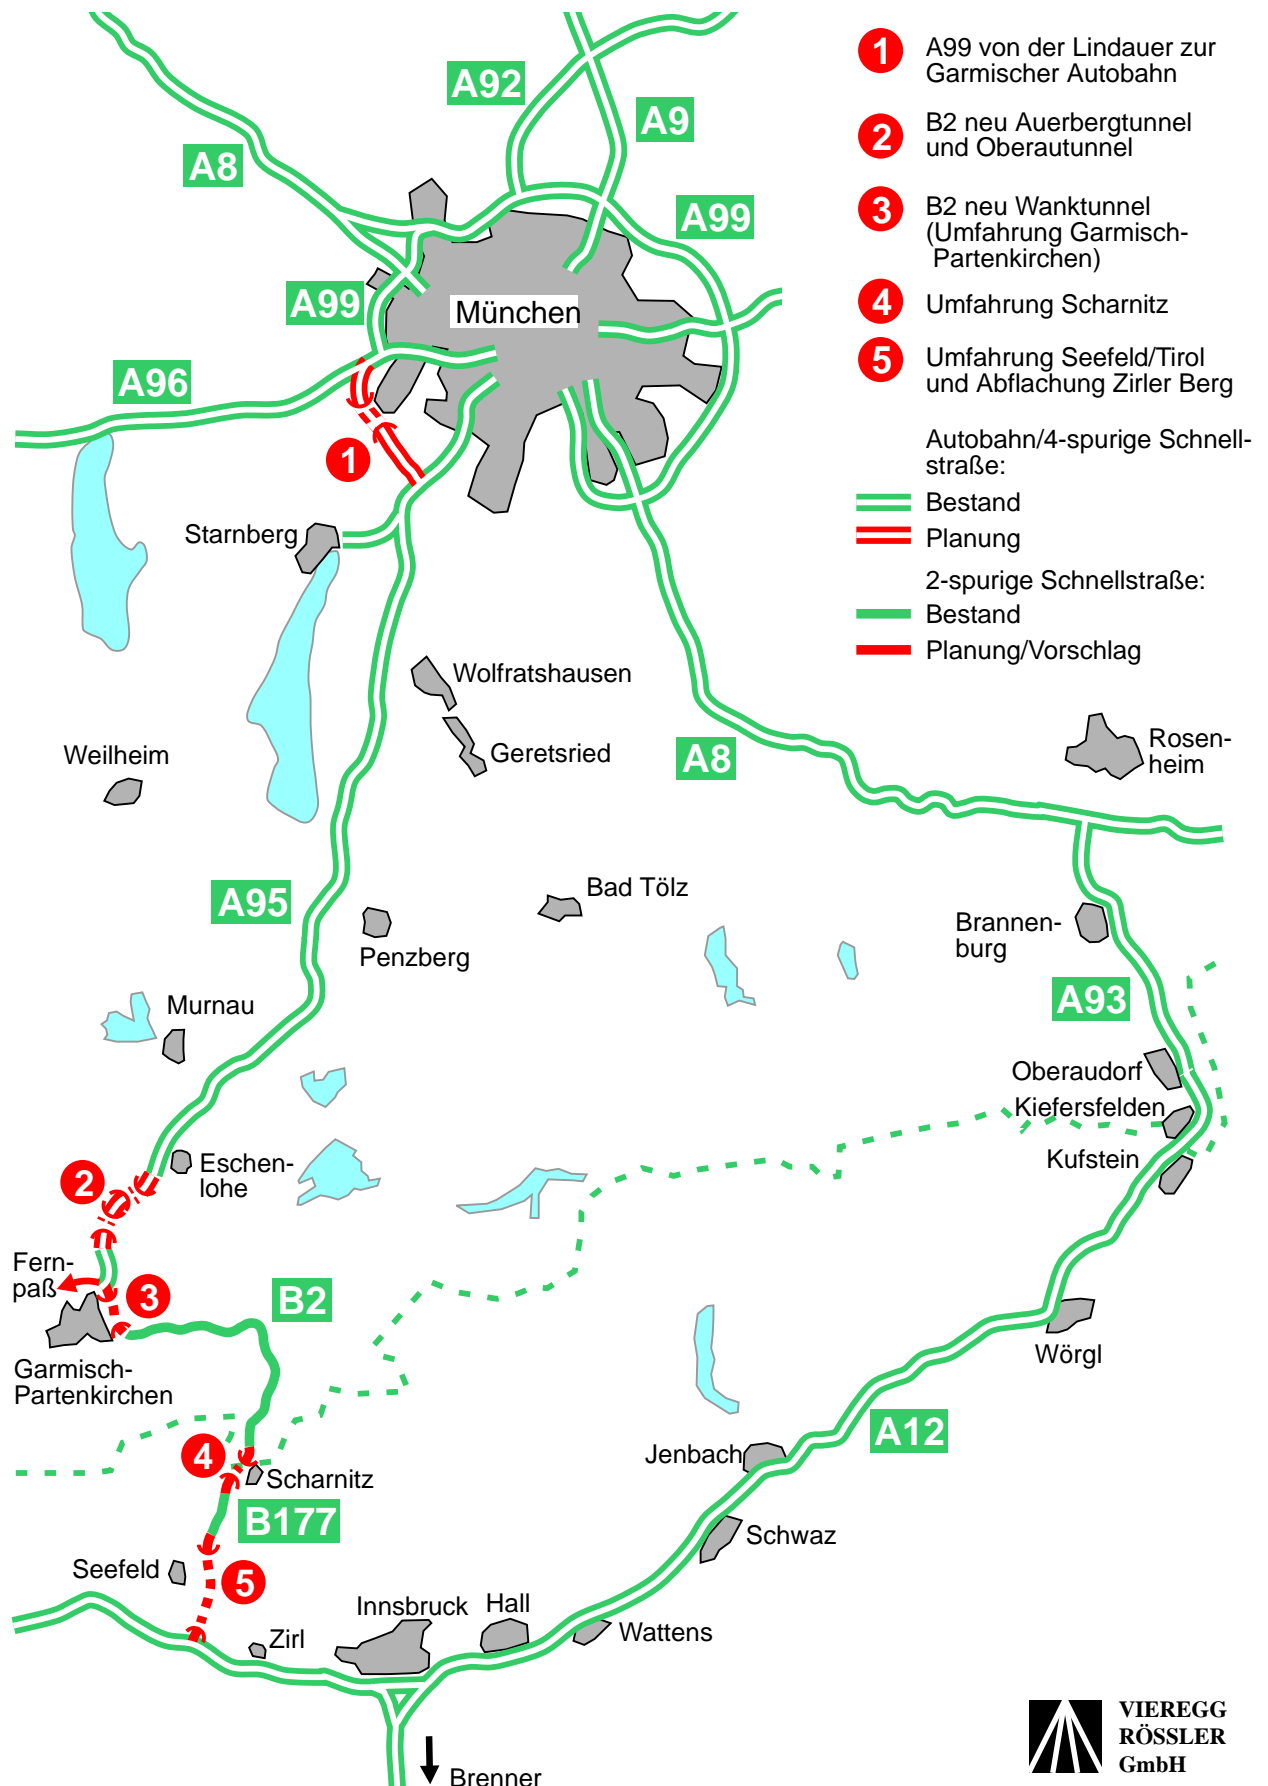 1 A99 von der Lindauer zur
Garmischer Autobahn
2 B2 neu Auerbergtunnel
und Oberautunnel
3 B2 neu Wanktunnel
(Umfahrung Garmisch-
Partenkirchen)
4 Umfahrung Scharnitz
5 Umfahrung Seefeld/Tirol
und Abflachung Zirler Berg
Autobahn/4-spurige Schnell-
straße:
Bestand
Planung
2-spurige Schnellstraße:
Bestand
Planung/Vorschlag
A92
A9
A8
A99
A99
München
A96
1
Starnberg
Wolfratshausen
Geretsried
Weilheim
A8
Rosen-
heim
A95
Bad Tölz
Penzberg
Brannen-
burg
A93
Murnau
Oberaudorf
Kiefersfelden
Kufstein
Eschen-
lohe
2
Fern-
paß
3
B2
Garmisch-
Partenkirchen
Wörgl
A12
4
Jenbach
Scharnitz
B177
Schwaz
Seefeld
5
Innsbruck
Hall
Wattens
Zirl
Brenner
VIEREGG
RÖSSLER
GmbH